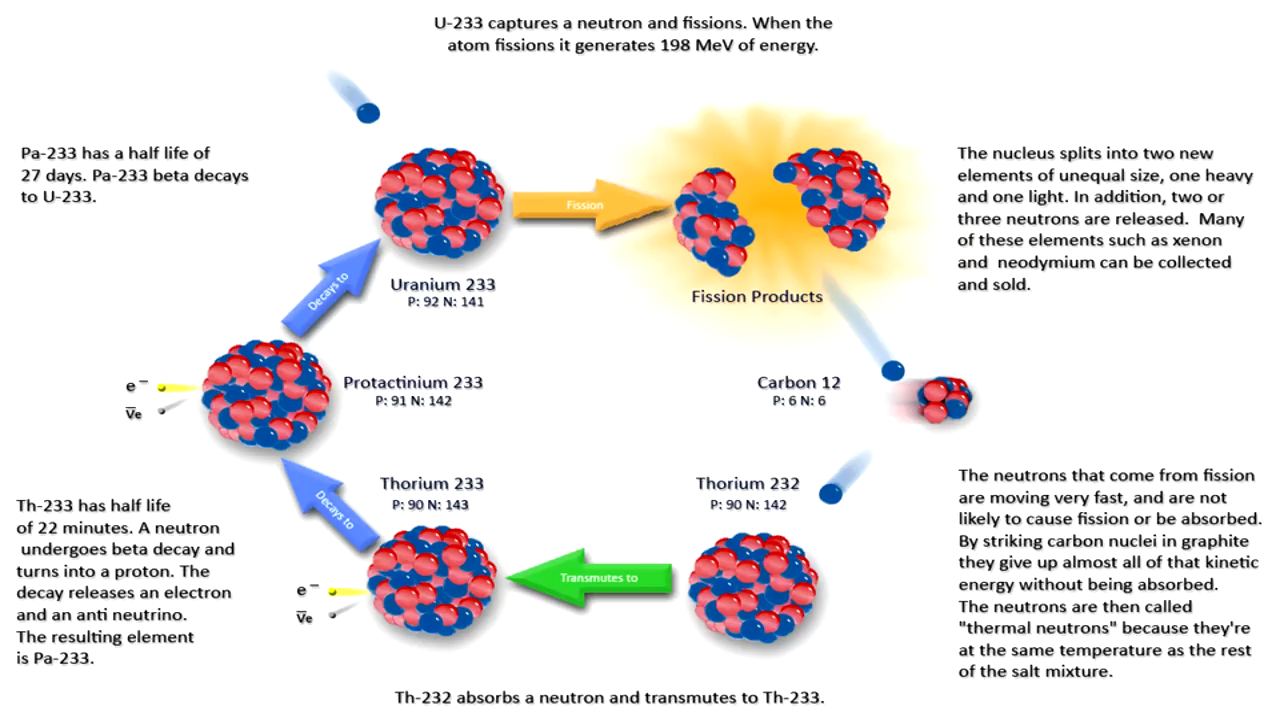 U-233 captures a neutron and fissions. When the
atom fissions it generates 198 MeV of energy.
Pa-233 has a half life of
27 days. Pa-233 beta decays
to U-233.
The nucleus splits into two new
elements of unequal size, one heavy
and one light. In addition, two or
three neutrons are released. Many
of these elements such as xenon
and neodymium can be collected
and sold.
Fission
Uranium 233
P: 92 N: 141
Fission Products
Decays to
e⁻
ν̅e
Protactinium 233
P: 91 N: 142
Carbon 12
P: 6 N: 6
Th-233 has half life
of 22 minutes. A neutron
undergoes beta decay and
turns into a proton. The
decay releases an electron
and an anti neutrino.
The resulting element
is Pa-233.
Decays to
Thorium 233
P: 90 N: 143
e⁻
ν̅e
Transmutes to
Thorium 232
P: 90 N: 142
The neutrons that come from fission
are moving very fast, and are not
likely to cause fission or be absorbed.
By striking carbon nuclei in graphite
they give up almost all of that kinetic
energy without being absorbed.
The neutrons are then called
"thermal neutrons" because they're
at the same temperature as the rest
of the salt mixture.
Th-232 absorbs a neutron and transmutes to Th-233.